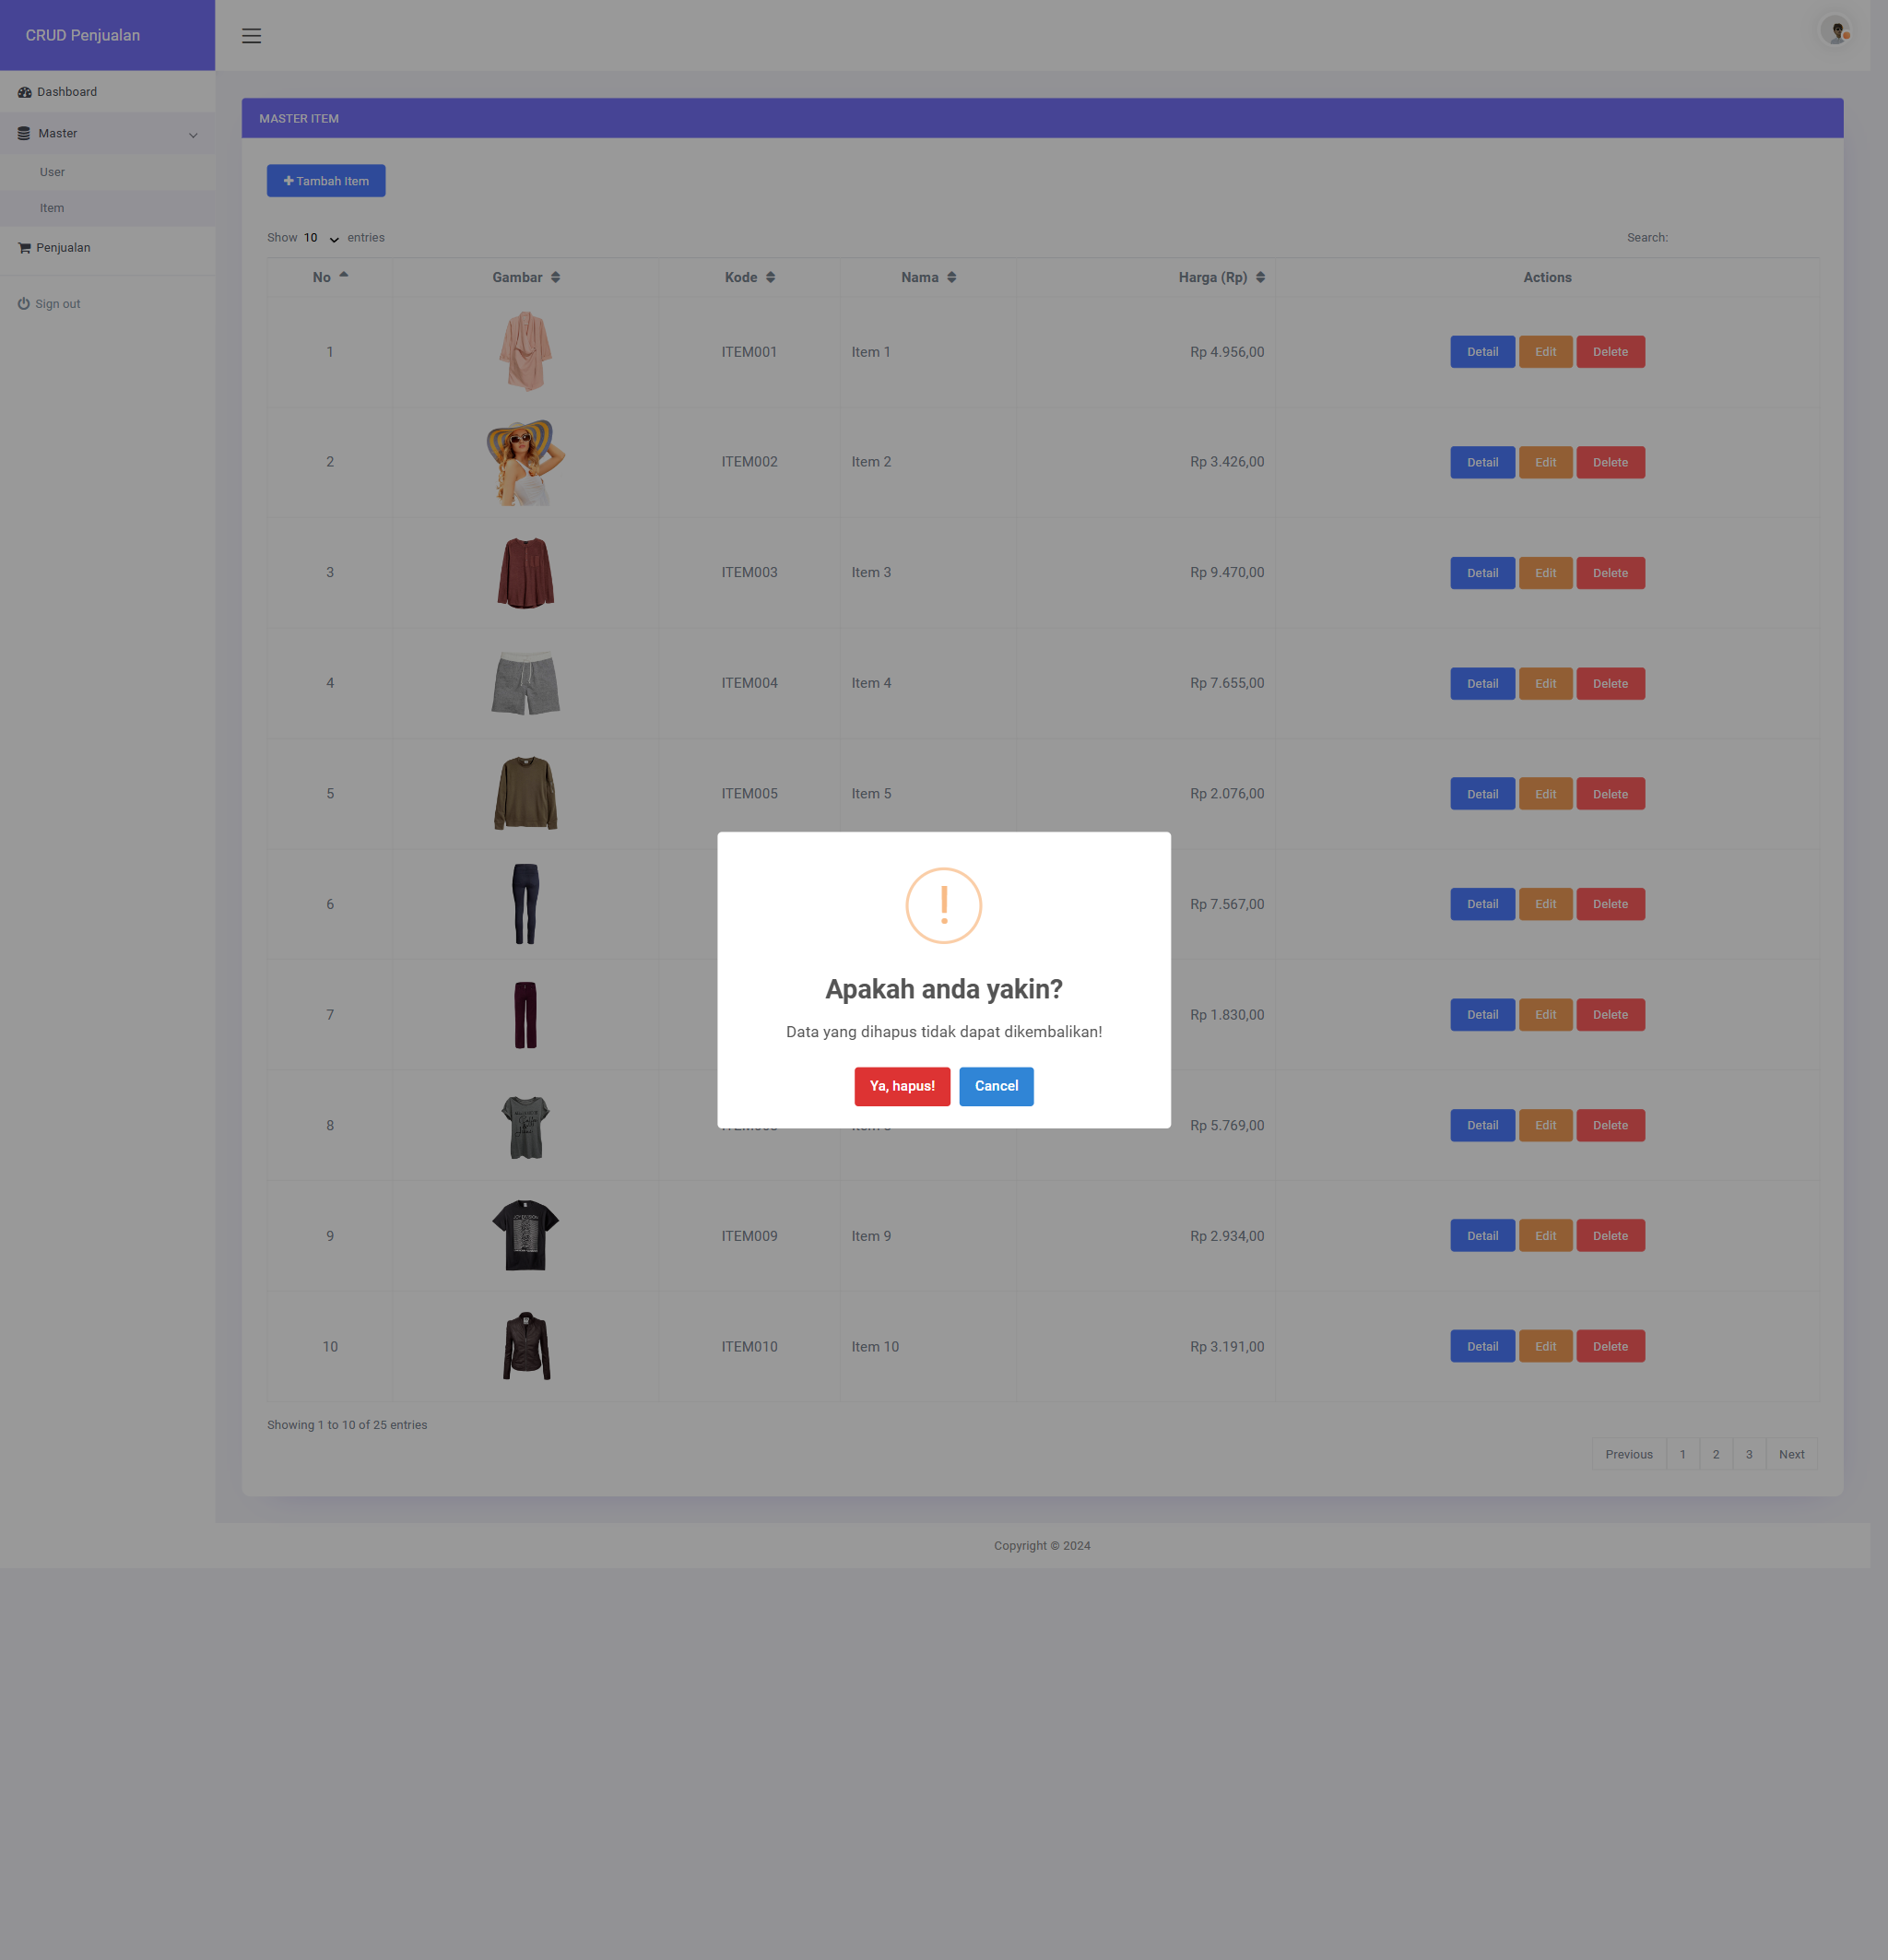 CRUD Penjualan
Dashboard
Master
User
Item
Penjualan
Sign out
MASTER ITEM
Tambah Item
Show 10 entries
Search:
No Gambar Kode Nama Harga (Rp) Actions
1 ITEM001 Item 1 Rp 4.956,00 Detail Edit Delete
2 ITEM002 Item 2 Rp 3.426,00 Detail Edit Delete
3 ITEM003 Item 3 Rp 9.470,00 Detail Edit Delete
4 ITEM004 Item 4 Rp 7.655,00 Detail Edit Delete
5 ITEM005 Item 5 Rp 2.076,00 Detail Edit Delete
6 Rp 7.567,00 Detail Edit Delete
7 Rp 1.830,00 Detail Edit Delete
8 Rp 5.769,00 Detail Edit Delete
9 ITEM009 Item 9 Rp 2.934,00 Detail Edit Delete
10 ITEM010 Item 10 Rp 3.191,00 Detail Edit Delete
!
Apakah anda yakin?
Data yang dihapus tidak dapat dikembalikan!
Ya, hapus!
Cancel
Showing 1 to 10 of 25 entries
Previous 1 2 3 Next
Copyright © 2024